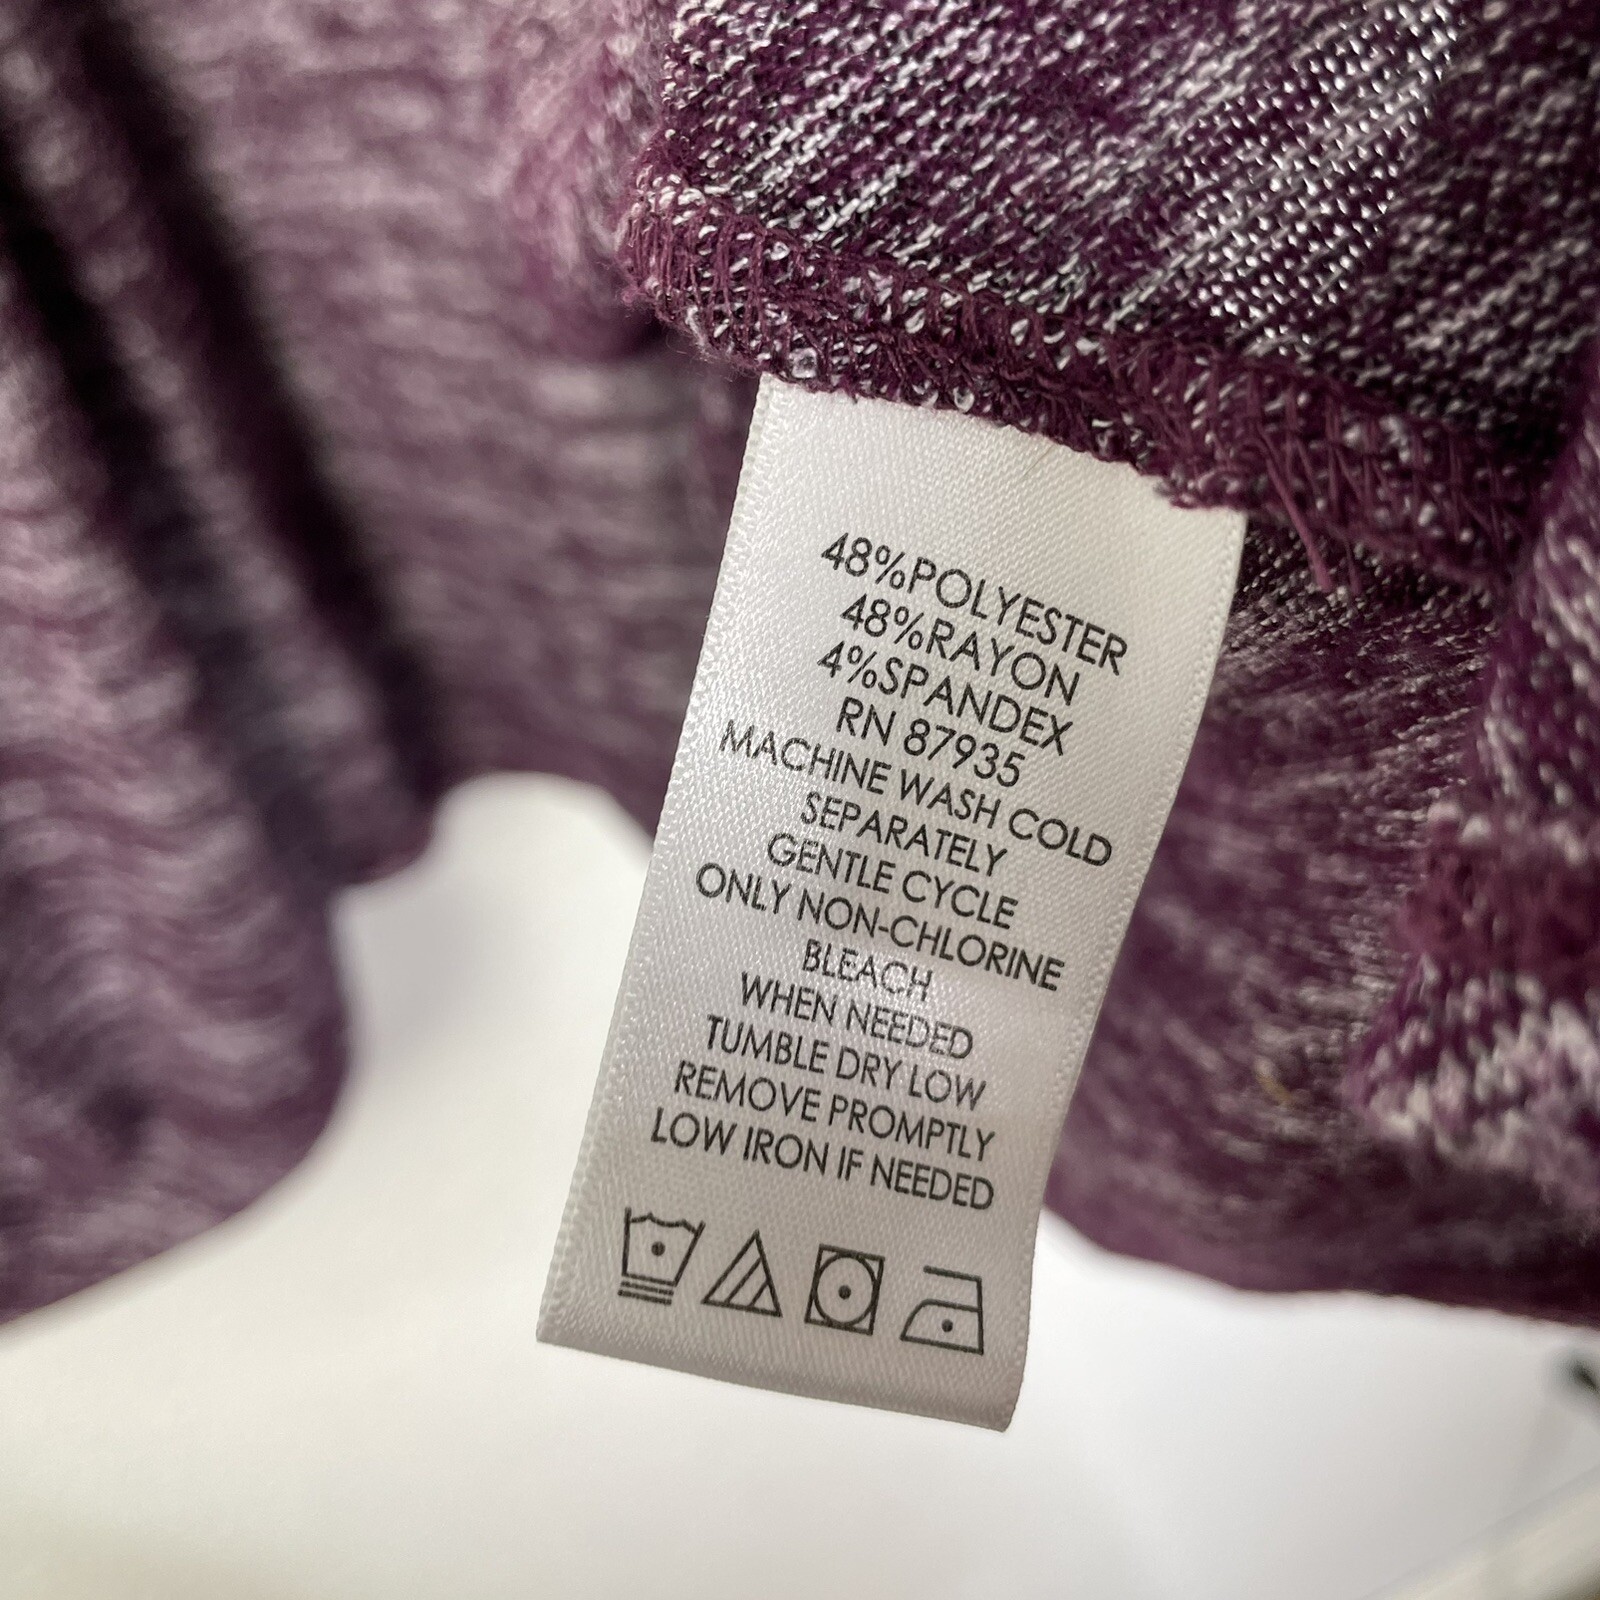 48%POLYESTER
48%RAYON
4%SPANDEX
RN 87935
MACHINE WASH COLD
SEPARATELY
GENTLE CYCLE
ONLY NON-CHLORINE
BLEACH
WHEN NEEDED
TUMBLE DRY LOW
REMOVE PROMPTLY
LOW IRON IF NEEDED